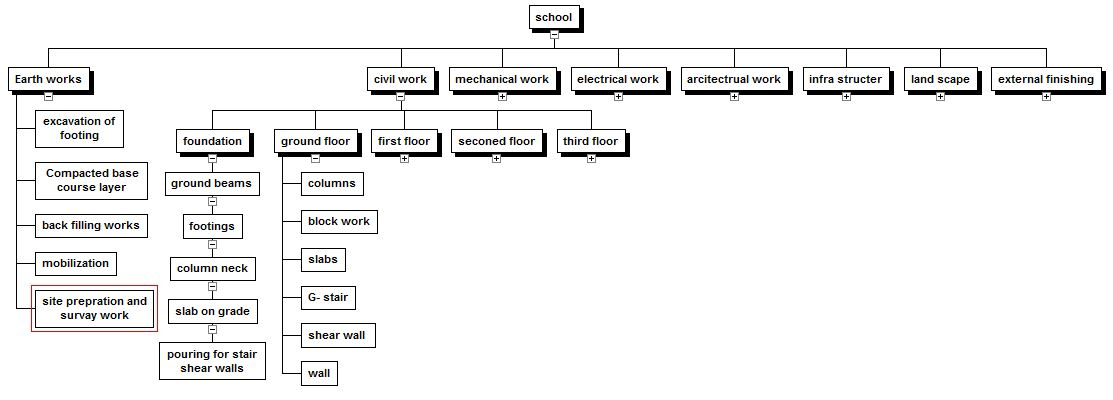 school
Earth works
civil work
mechanical work
electrical work
arcitectrual work
infra structer
land scape
external finishing
excavation of
footing
Compacted base
course layer
back filling works
mobilization
site prepration and
survay work
foundation
ground floor
first floor
seconed floor
third floor
ground beams
footings
column neck
slab on grade
pouring for stair
shear walls
columns
block work
slabs
G- stair
shear wall
wall